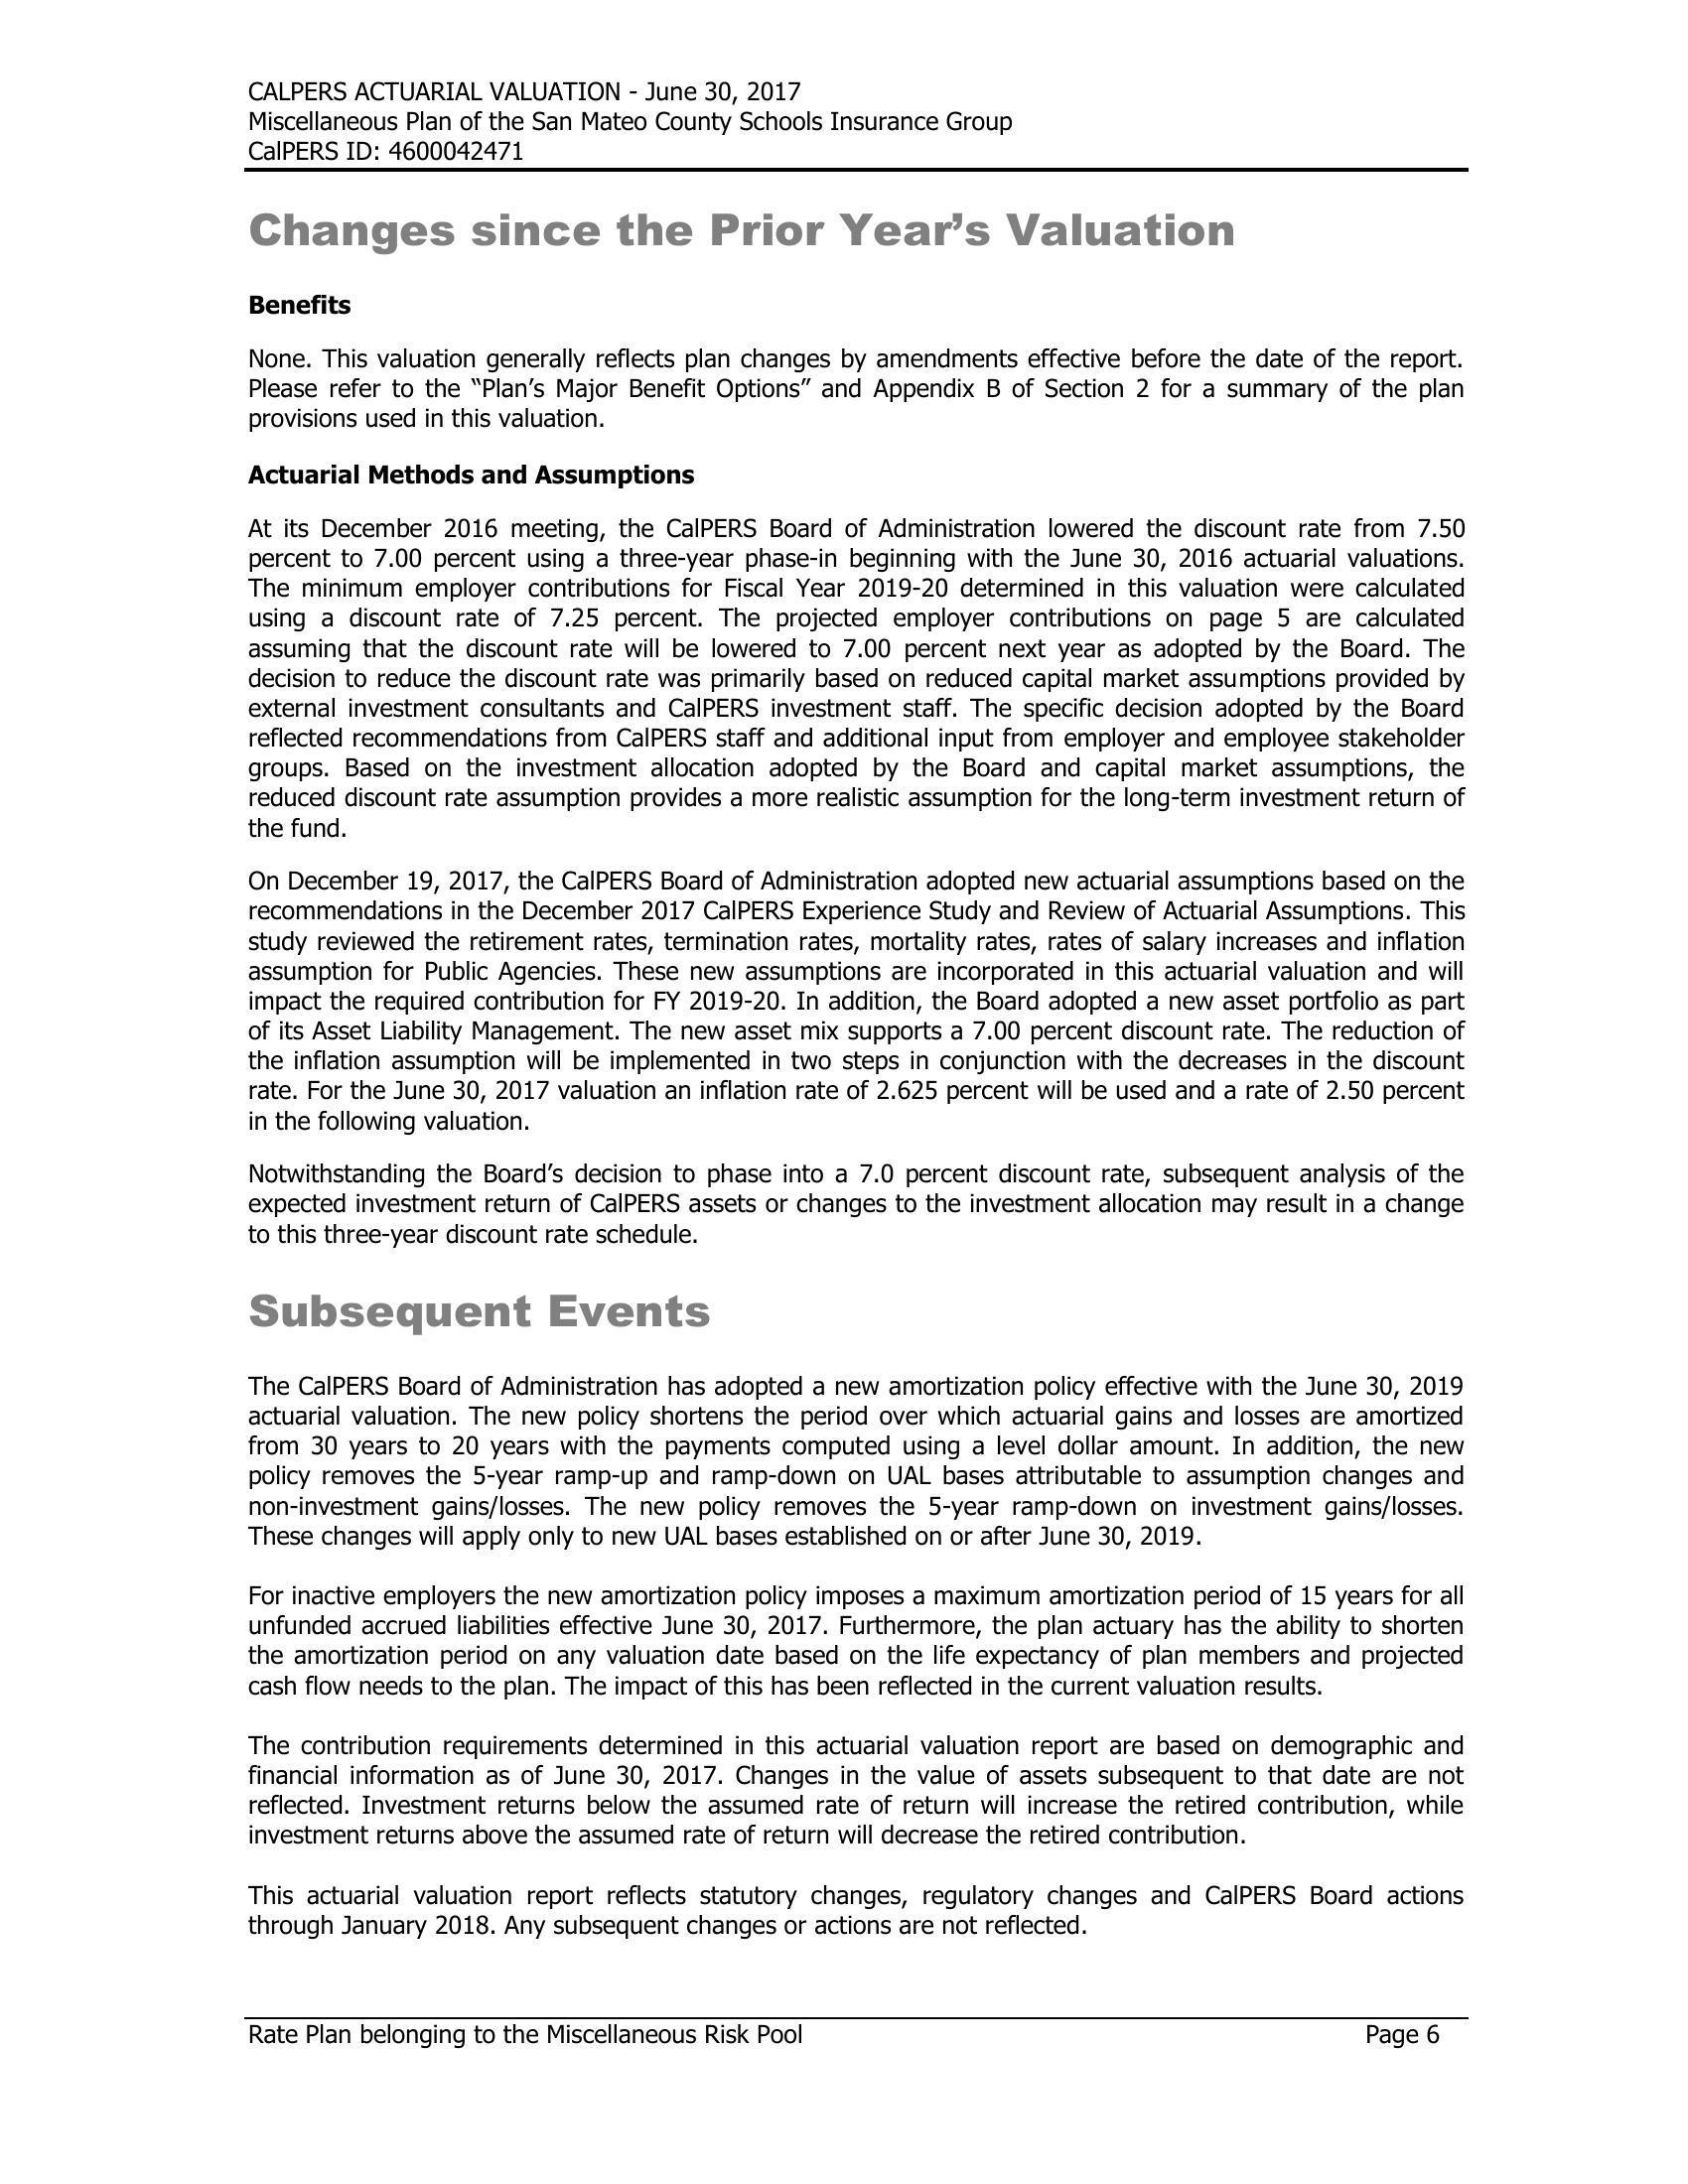 CALPERS ACTUARIAL VALUATION - June 30, 2017
Miscellaneous Plan of the San Mateo County Schools Insurance Group
CalPERS ID: 4600042471
Changes since the Prior Year’s Valuation
Benefits
None. This valuation generally reflects plan changes by amendments effective before the date of the report.
Please refer to the “Plan’s Major Benefit Options” and Appendix B of Section 2 for a summary of the plan
provisions used in this valuation.
Actuarial Methods and Assumptions
At its December 2016 meeting, the CalPERS Board of Administration lowered the discount rate from 7.50
percent to 7.00 percent using a three-year phase-in beginning with the June 30, 2016 actuarial valuations.
The minimum employer contributions for Fiscal Year 2019-20 determined in this valuation were calculated
using a discount rate of 7.25 percent. The projected employer contributions on page 5 are calculated
assuming that the discount rate will be lowered to 7.00 percent next year as adopted by the Board. The
decision to reduce the discount rate was primarily based on reduced capital market assumptions provided by
external investment consultants and CalPERS investment staff. The specific decision adopted by the Board
reflected recommendations from CalPERS staff and additional input from employer and employee stakeholder
groups. Based on the investment allocation adopted by the Board and capital market assumptions, the
reduced discount rate assumption provides a more realistic assumption for the long-term investment return of
the fund.
On December 19, 2017, the CalPERS Board of Administration adopted new actuarial assumptions based on the
recommendations in the December 2017 CalPERS Experience Study and Review of Actuarial Assumptions. This
study reviewed the retirement rates, termination rates, mortality rates, rates of salary increases and inflation
assumption for Public Agencies. These new assumptions are incorporated in this actuarial valuation and will
impact the required contribution for FY 2019-20. In addition, the Board adopted a new asset portfolio as part
of its Asset Liability Management. The new asset mix supports a 7.00 percent discount rate. The reduction of
the inflation assumption will be implemented in two steps in conjunction with the decreases in the discount
rate. For the June 30, 2017 valuation an inflation rate of 2.625 percent will be used and a rate of 2.50 percent
in the following valuation.
Notwithstanding the Board’s decision to phase into a 7.0 percent discount rate, subsequent analysis of the
expected investment return of CalPERS assets or changes to the investment allocation may result in a change
to this three-year discount rate schedule.
Subsequent Events
The CalPERS Board of Administration has adopted a new amortization policy effective with the June 30, 2019
actuarial valuation. The new policy shortens the period over which actuarial gains and losses are amortized
from 30 years to 20 years with the payments computed using a level dollar amount. In addition, the new
policy removes the 5-year ramp-up and ramp-down on UAL bases attributable to assumption changes and
non-investment gains/losses. The new policy removes the 5-year ramp-down on investment gains/losses.
These changes will apply only to new UAL bases established on or after June 30, 2019.
For inactive employers the new amortization policy imposes a maximum amortization period of 15 years for all
unfunded accrued liabilities effective June 30, 2017. Furthermore, the plan actuary has the ability to shorten
the amortization period on any valuation date based on the life expectancy of plan members and projected
cash flow needs to the plan. The impact of this has been reflected in the current valuation results.
The contribution requirements determined in this actuarial valuation report are based on demographic and
financial information as of June 30, 2017. Changes in the value of assets subsequent to that date are not
reflected. Investment returns below the assumed rate of return will increase the retired contribution, while
investment returns above the assumed rate of return will decrease the retired contribution.
This actuarial valuation report reflects statutory changes, regulatory changes and CalPERS Board actions
through January 2018. Any subsequent changes or actions are not reflected.
Rate Plan belonging to the Miscellaneous Risk Pool Page 6